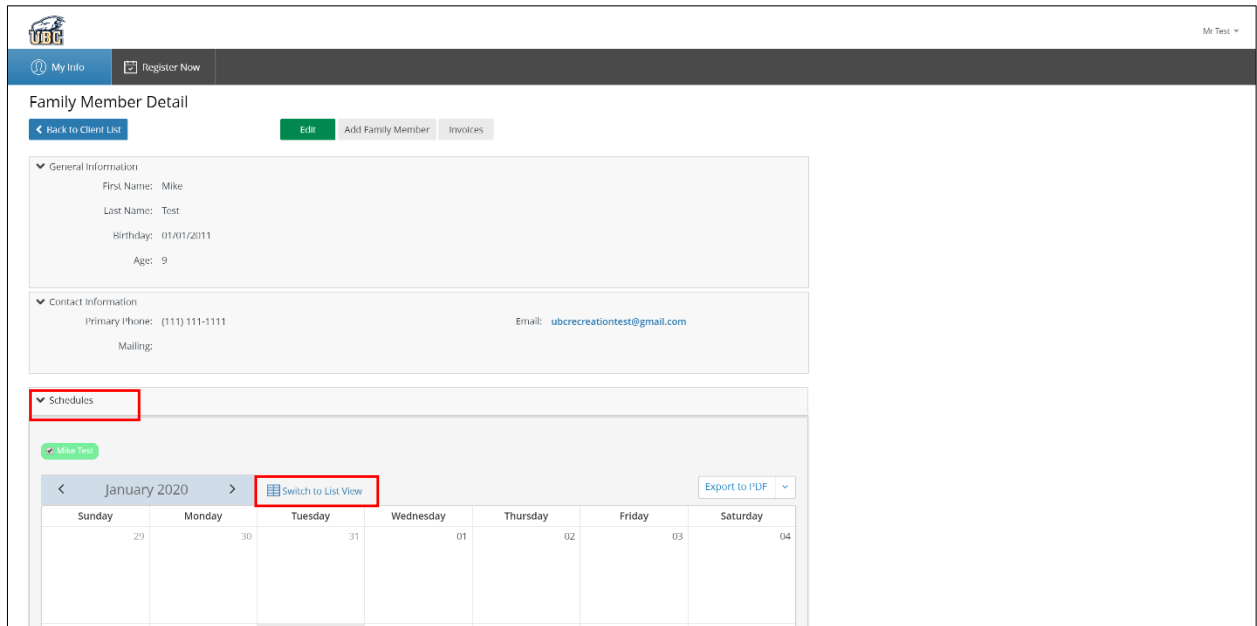 UBC
Mr Test
My Info Register Now
Family Member Detail
Back to Client List Edit Add Family Member Invoices
General Information
First Name: Mike
Last Name: Test
Birthday: 01/01/2011
Age: 9
Contact Information
Primary Phone: (111) 111-1111 Email: ubcrecreationtest@gmail.com
Mailing:
Schedules
Mike Test
January 2020 Switch to List View Export to PDF
Sunday Monday Tuesday Wednesday Thursday Friday Saturday
29 30 31 01 02 03 04